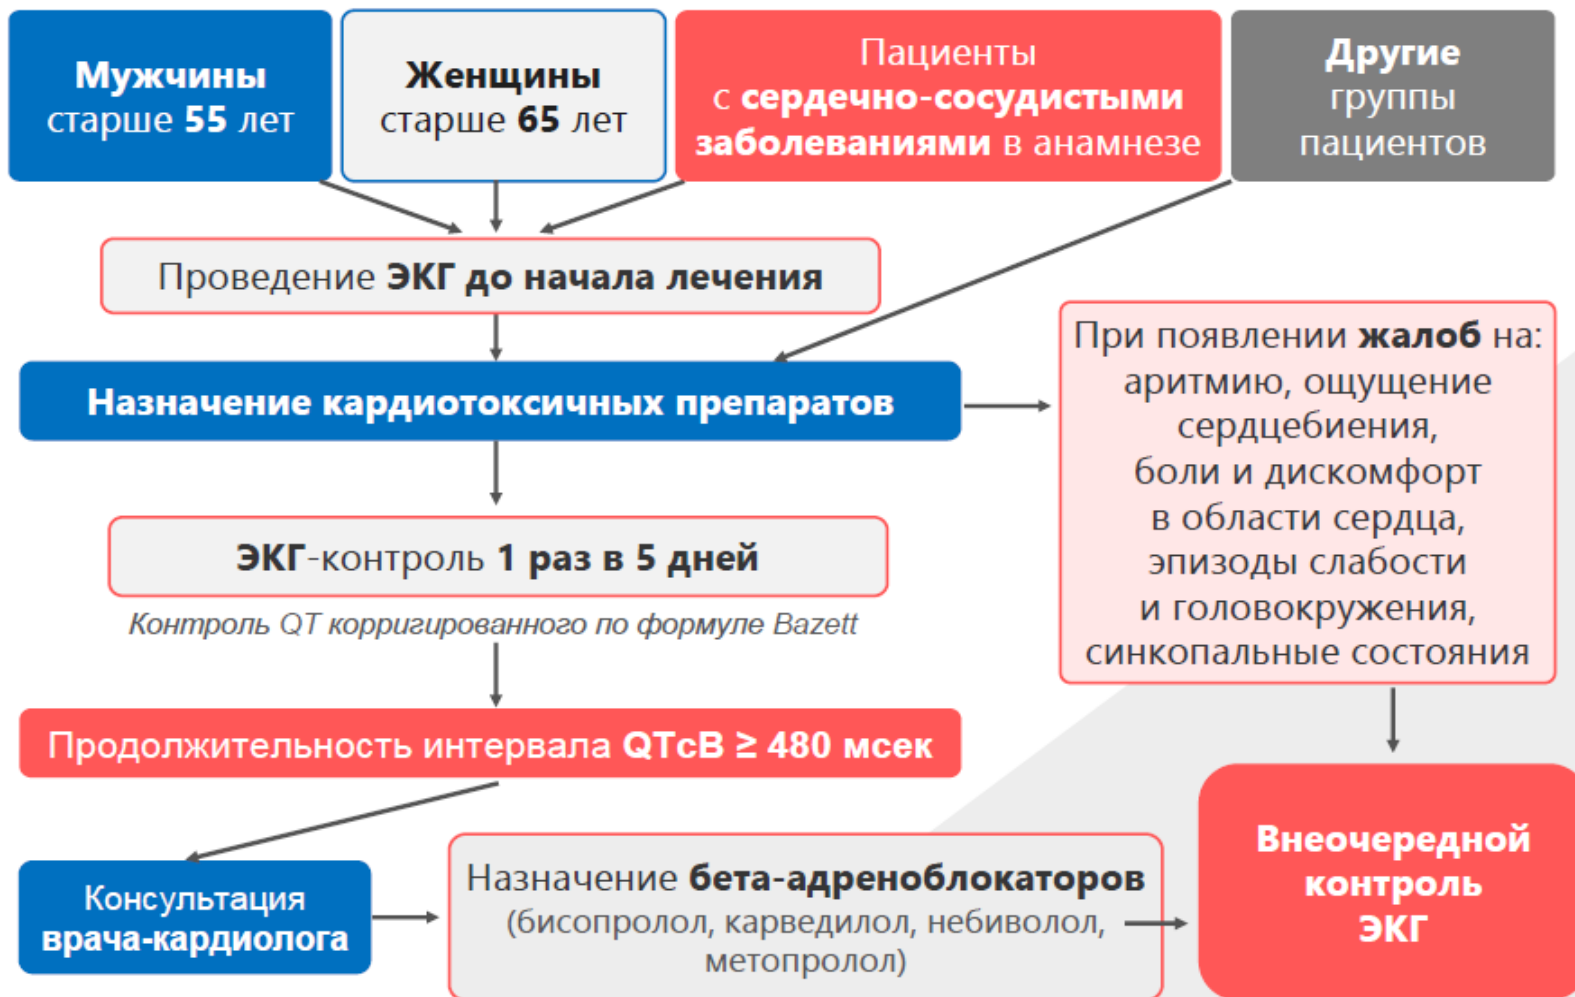 Мужчины
старше 55 лет
Женщины
старше 65 лет
Пациенты
с сердечно-сосудистыми
заболеваниями в анамнезе
Другие
группы
пациентов
Проведение ЭКГ до начала лечения
Назначение кардиотоксичных препаратов
При появлении жалоб на:
аритмию, ощущение
сердцебиения,
боли и дискомфорт
в области сердца,
эпизоды слабости
и головокружения,
синкопальные состояния
ЭКГ-контроль 1 раз в 5 дней
Контроль QT корригированного по формуле Bazett
Продолжительность интервала QTcB ≥ 480 мсек
Консультация
врача-кардиолога
Назначение бета-адреноблокаторов
(бисопролол, карведилол, небиволол,
метопролол)
Внеочередной
контроль
ЭКГ